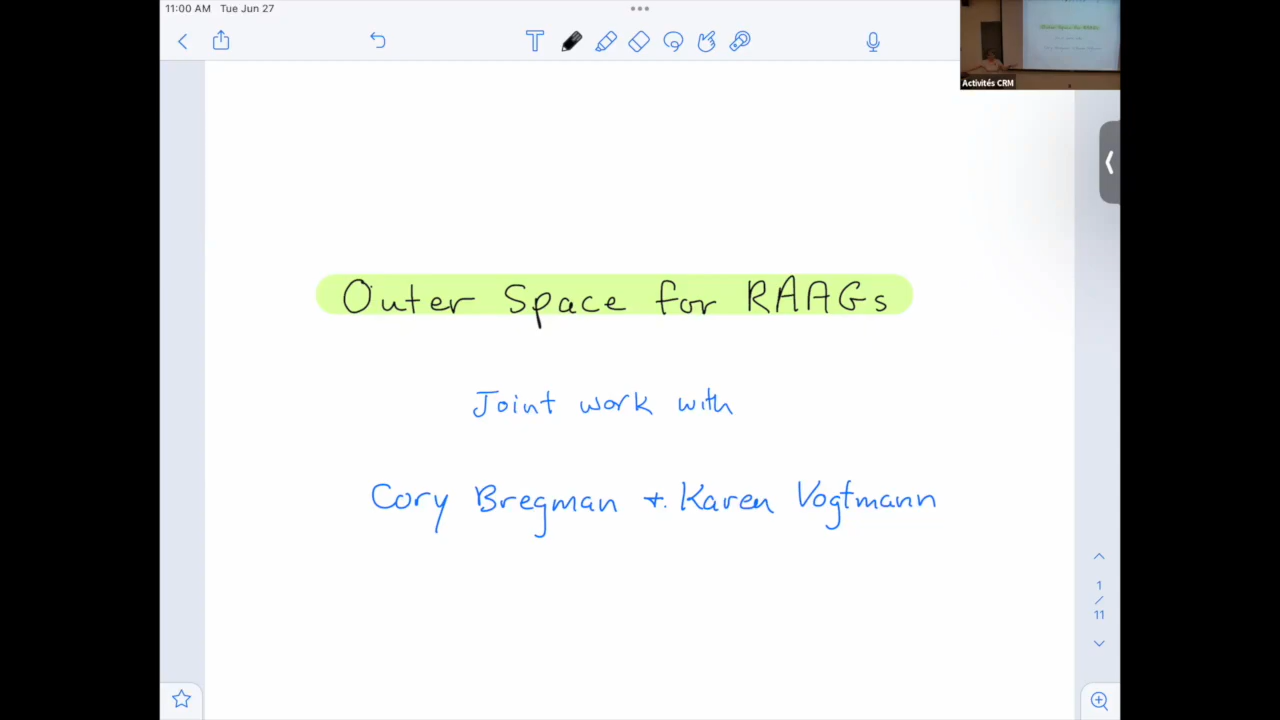 11:00 AM Tue Jun 27
Activités CRM
Outer Space for RAAGs
Joint work with
Cory Bregman + Karen Vogtmann
1
/
11